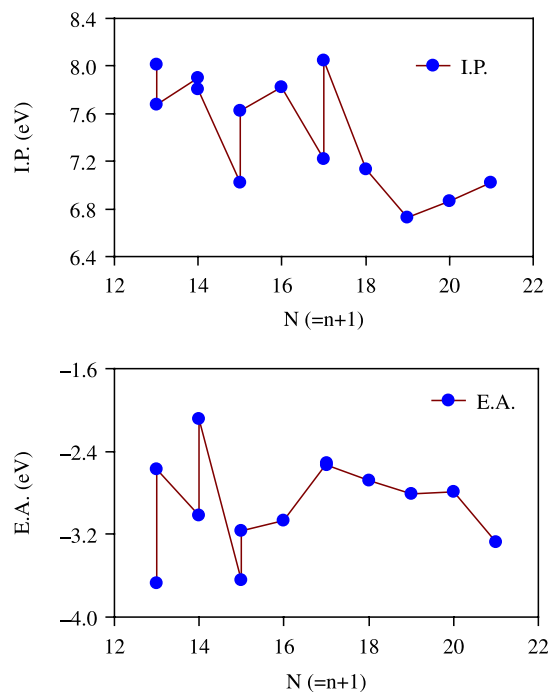 8.4
8.0
7.6
7.2
6.8
6.4
I.P. (eV)
I.P.
12 14 16 18 20 22
N (=n+1)
−1.6
−2.4
−3.2
−4.0
E.A. (eV)
E.A.
12 14 16 18 20 22
N (=n+1)